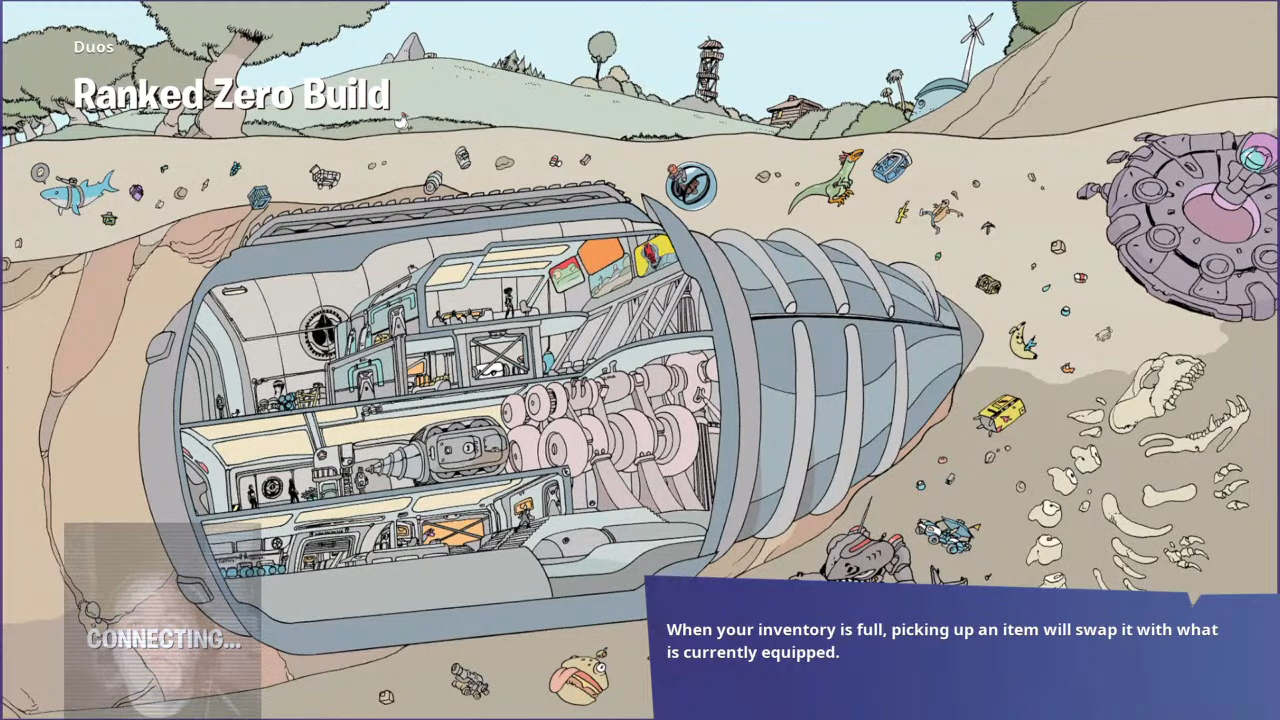 Duos
Ranked Zero Build
CONNECTING...
When your inventory is full, picking up an item will swap it with what
is currently equipped.